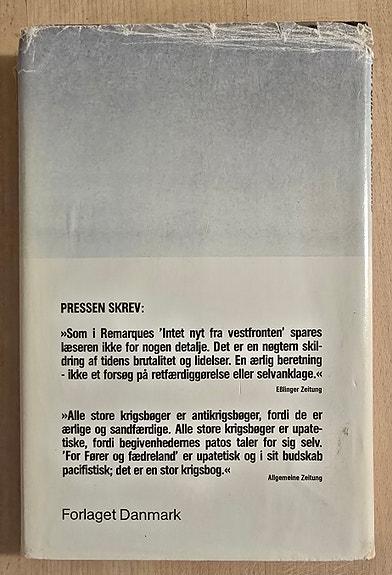 PRESSEN SKREV:
»Som i Remarques 'Intet nyt fra vestfronten' spares
læseren ikke for nogen detalje. Det er en nøgtern skil-
dring af tidens brutalitet og lidelser. En ærlig beretning
- ikke et forsøg på retfærdiggørelse eller selvanklage.«
Eßlinger Zeitung
»Alle store krigsbøger er antikrigsbøger, fordi de er
ærlige og sandfærdige. Alle store krigsbøger er upate-
tiske, fordi begivenhedernes patos taler for sig selv.
'For Fører og fædreland' er upatetisk og i sit budskab
pacifistisk; det er en stor krigsbog.«
Allgemeine Zeitung
Forlaget Danmark